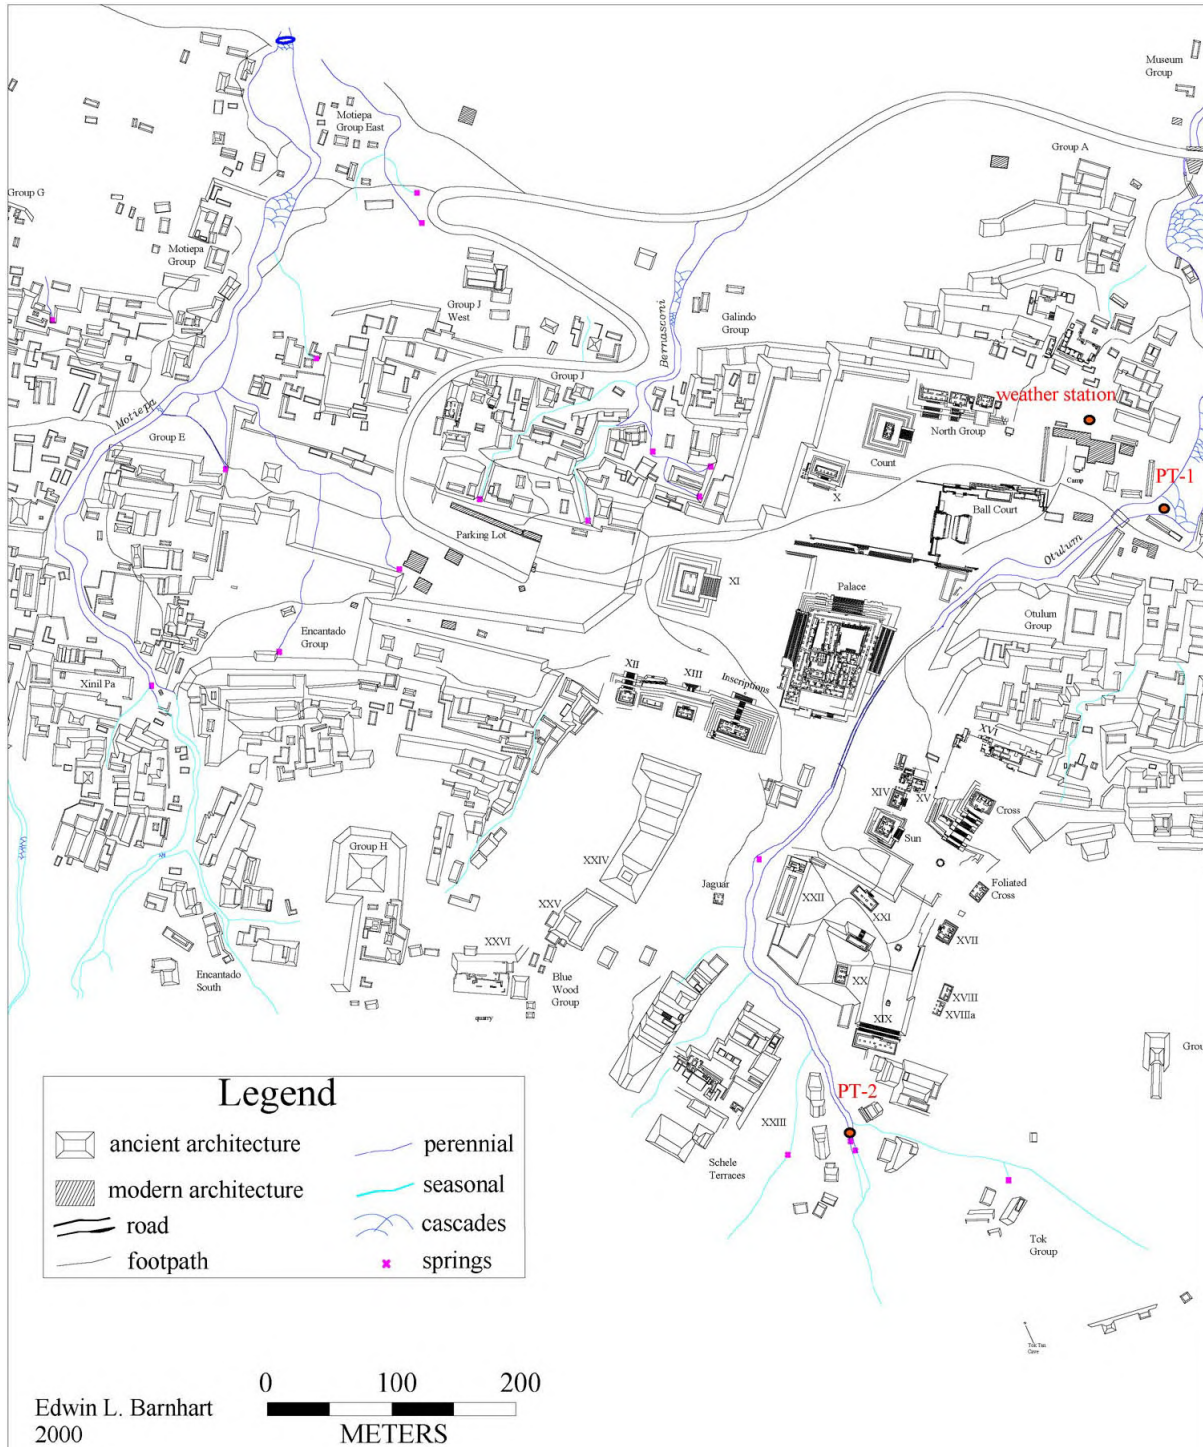 Museum
Group
Motiepa
Group East
Group A
Group G
Motiepa
Group
Group J
West
Bernasconi
Galindo
Group
Group J
weather station
Motiepa
North Group
Group E
Count
PT-1
X
Camp
Ball Court
Parking Lot
Otulum
XI
Palace
Otulum
Group
Encantado
Group
XII
XIII
Inscriptions
Xinil Pa
XVI
XIV
XV
Cross
Sun
Group H
XXIV
Jaguar
XXII
Foliated
Cross
XXI
XXV
XVII
XXVI
Encantado
South
Blue
Wood
Group
XX
XVIII
XVIIIa
quarry
XIX
Grou
Legend
PT-2
ancient architecture
perennial
XXIII
Schele
Terraces
modern architecture
seasonal
road
cascades
footpath
springs
Tok
Group
Tok Tan
Cave
0 100 200
METERS
Edwin L. Barnhart
2000